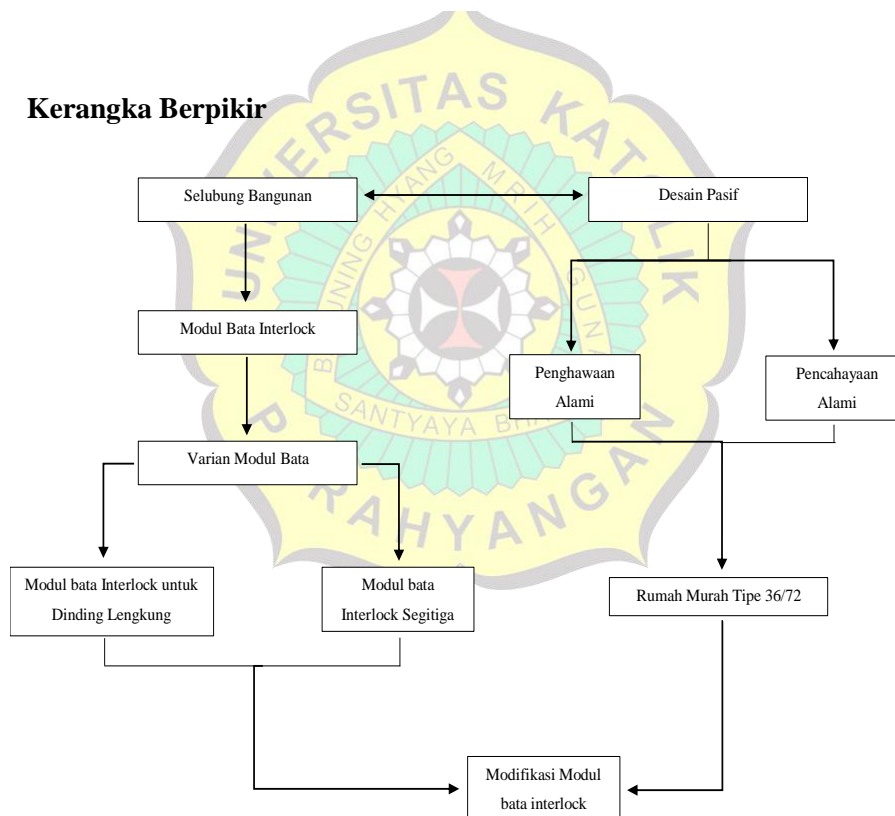 Kerangka Berpikir
UNIVERSITAS KATOLIK
PARAHYANGAN
MRIH GUNA
SANTYAYA
Selubung Bangunan
Desain Pasif
Modul Bata Interlock
Penghawaan
Alami
Pencahayaan
Alami
Varian Modul Bata
Modul bata Interlock untuk
Dinding Lengkung
Modul bata
Interlock Segitiga
Rumah Murah Tipe 36/72
Modifikasi Modul
bata interlock